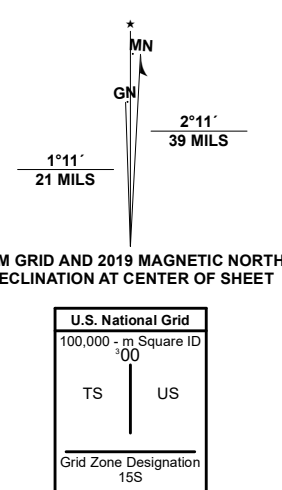 ★
MN
GN
2°11´
39 MILS
1°11´
21 MILS
M GRID AND 2019 MAGNETIC NORTH
ECLINATION AT CENTER OF SHEET
U.S. National Grid
100,000 - m Square ID
³00
TS US
Grid Zone Designation
15S